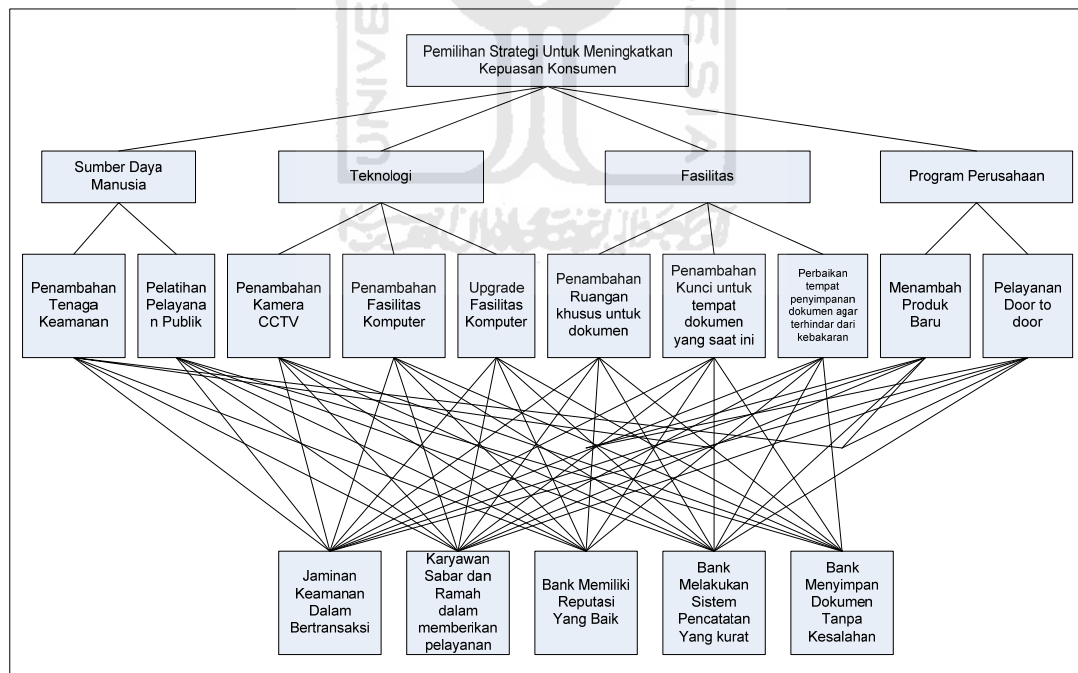 Pemilihan Strategi Untuk Meningkatkan
Kepuasan Konsumen
Sumber Daya
Manusia
Teknologi
Fasilitas
Program Perusahaan
Penambahan
Tenaga
Keamanan
Pelatihan
Pelayana
n Publik
Penambahan
Kamera
CCTV
Penambahan
Fasilitas
Komputer
Upgrade
Fasilitas
Komputer
Penambahan
Ruangan
khusus untuk
dokumen
Penambahan
Kunci untuk
tempat
dokumen
yang saat ini
Perbaikan
tempat
penyimpanan
dokumen agar
terhindar dari
kebakaran
Menambah
Produk
Baru
Pelayanan
Door to
door
Jaminan
Keamanan
Dalam
Bertransaksi
Karyawan
Sabar dan
Ramah
dalam
memberikan
pelayanan
Bank Memiliki
Reputasi
Yang Baik
Bank
Melakukan
Sistem
Pencatatan
Yang kurat
Bank
Menyimpan
Dokumen
Tanpa
Kesalahan